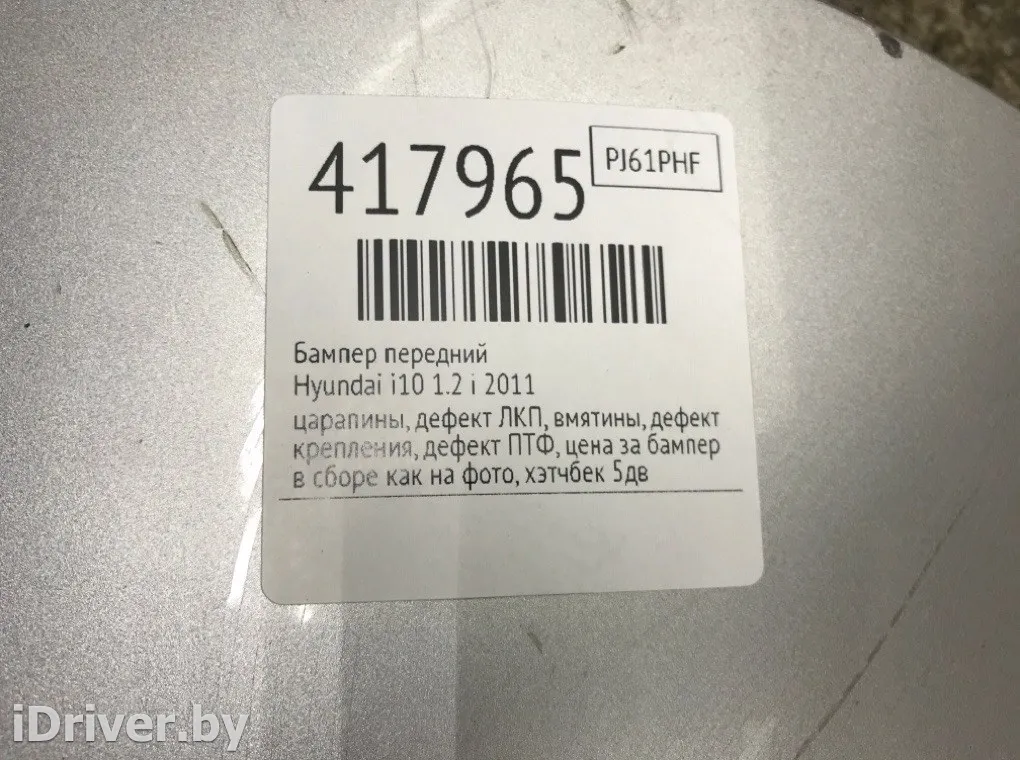 417965
PJ61PHF
Бампер передний
Hyundai i10 1.2 i 2011
царапины, дефект ЛКП, вмятины, дефект
крепления, дефект ПТФ, цена за бампер
в сборе как на фото, хэтчбек 5дв
iDriver.by